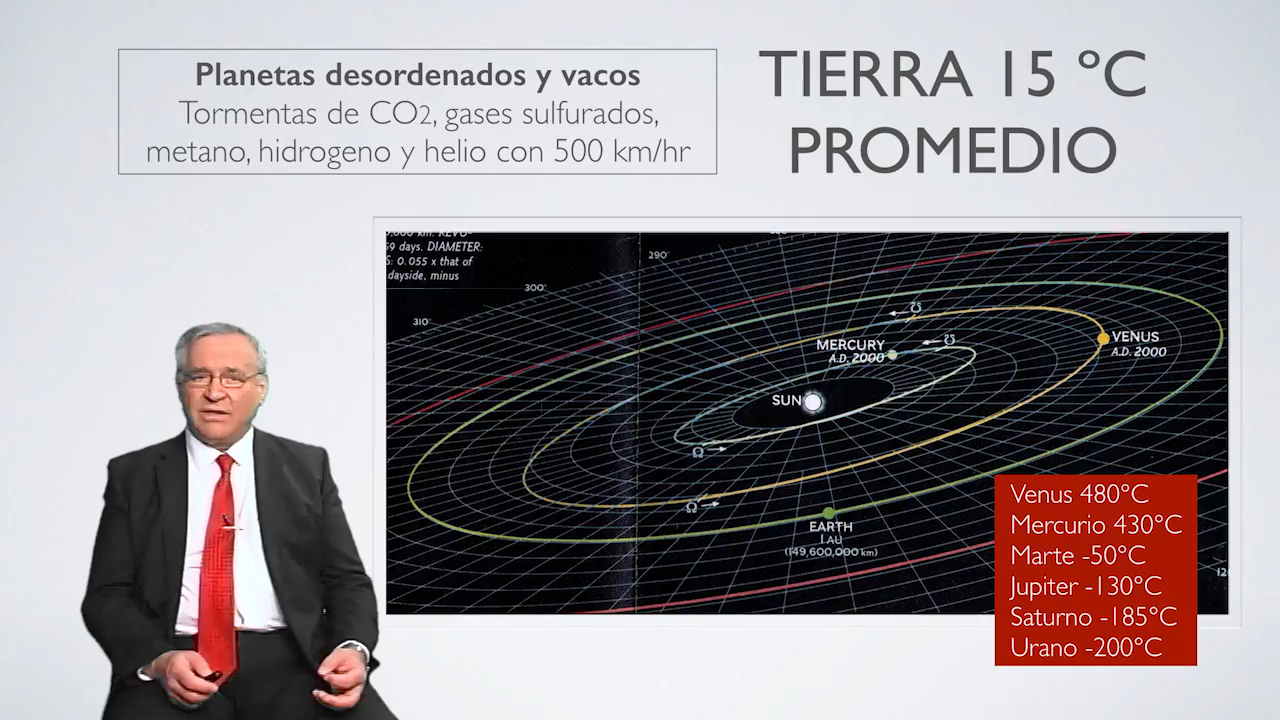 Planetas desordenados y vacos
Tormentas de CO2, gases sulfurados,
metano, hidrogeno y helio con 500 km/hr
TIERRA 15 ºC
PROMEDIO
59 days. DIAMETER:
S: 0.055 x that of
dayside, minus
290°
300°
310°
MERCURY
A.D. 2000
VENUS
A.D. 2000
SUN
EARTH
1 AU
(149,600,000 km)
Venus 480°C
Mercurio 430°C
Marte -50°C
Jupiter -130°C
Saturno -185°C
Urano -200°C